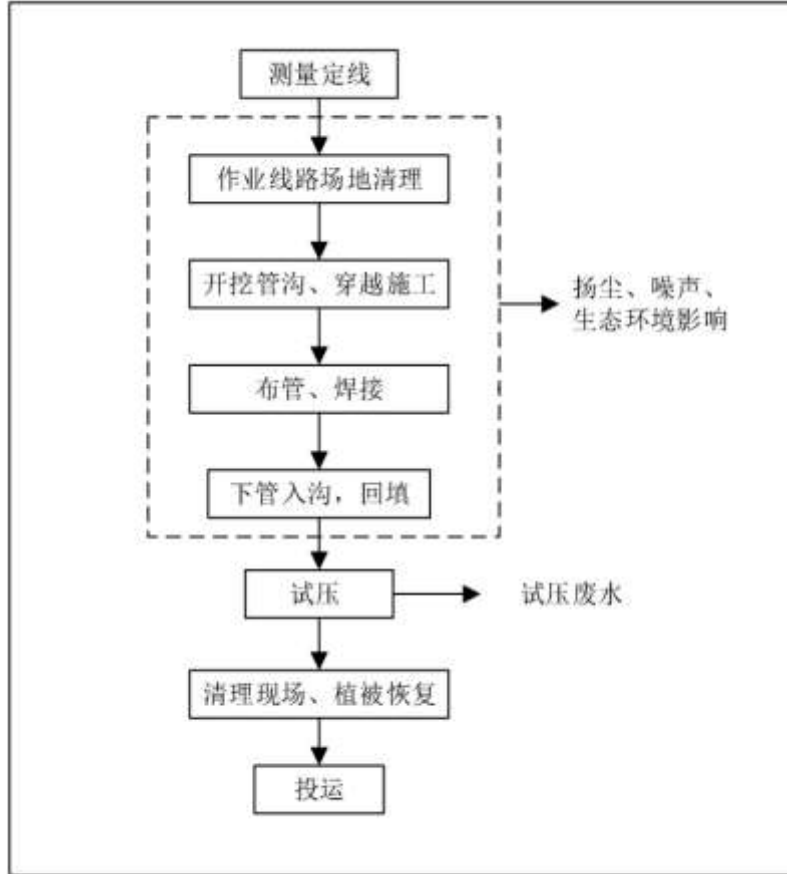 测量定线
作业线路场地清理
开挖管沟、穿越施工
扬尘、噪声、
生态环境影响
布管、焊接
下管入沟，回填
试压
试压废水
清理现场、植被恢复
投运